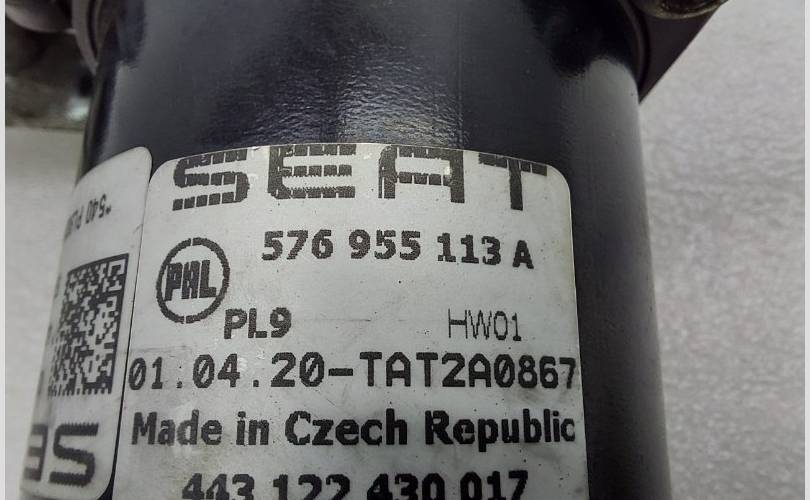 SEAT
576 955 113 A
PHL
PL9 HW01
01.04.20-TAT2A0867
Made in Czech Republic
443 122 430 017